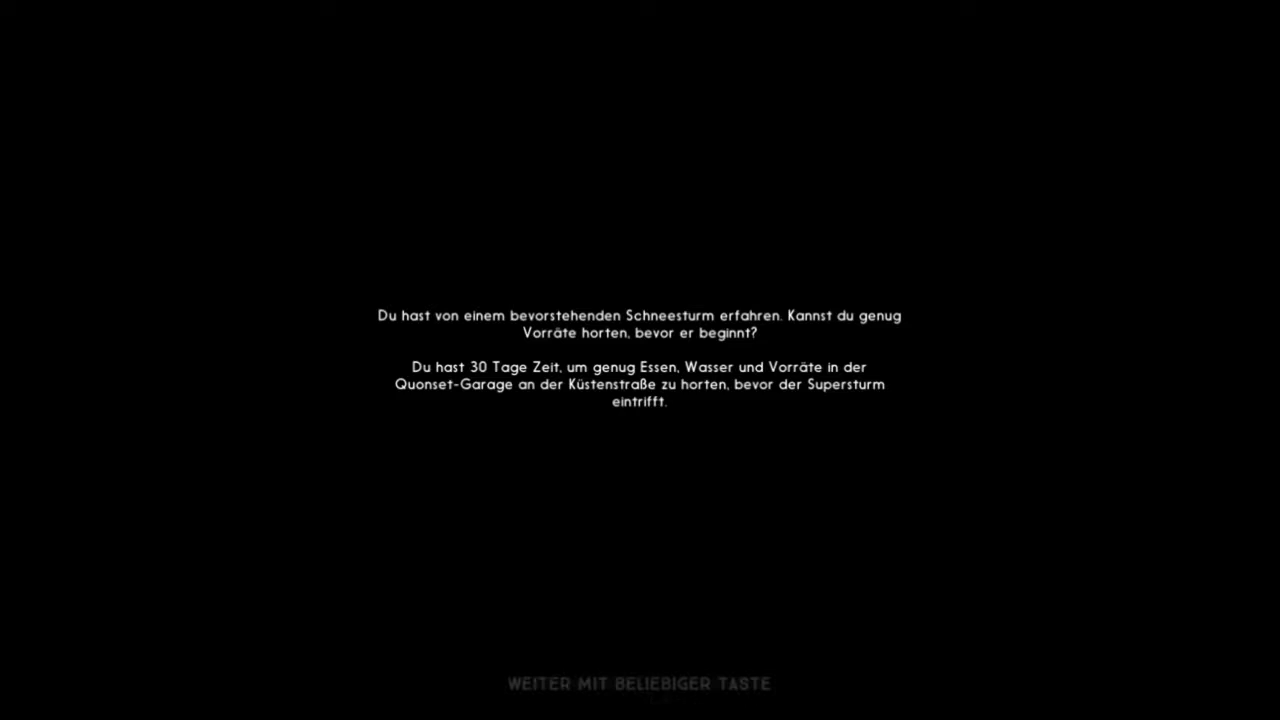 Du hast von einem bevorstehenden Schneesturm erfahren. Kannst du genug
Vorräte horten, bevor er beginnt?
Du hast 30 Tage Zeit, um genug Essen, Wasser und Vorräte in der
Quonset-Garage an der Küstenstraße zu horten, bevor der Supersturm
eintrifft.
WEITER MIT BELIEBIGER TASTE